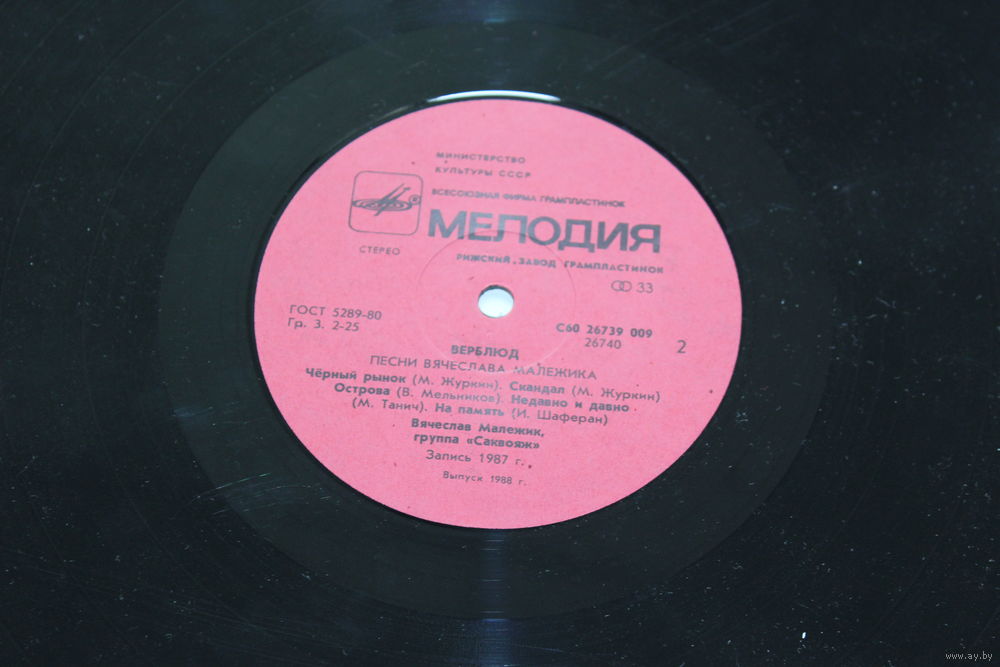 МИНИСТЕРСТВО
КУЛЬТУРЫ СССР
ВСЕСОЮЗНАЯ ФИРМА ГРАМПЛАСТИНОК
МЕЛОДИЯ
®
СТЕРЕО
РИЖСКИЙ ЗАВОД ГРАМПЛАСТИНОК
33
ГОСТ 5289-80
Гр. 3. 2-25
С60 26739 009
26740
2
ВЕРБЛЮД
ПЕСНИ ВЯЧЕСЛАВА МАЛЕЖИКА
Чёрный рынок (М. Журкин). Скандал (М. Журкин)
Острова (В. Мельников). Недавно и давно
(М. Танич). На память (И. Шаферан)
Вячеслав Малежик,
группа «Саквояж»
Запись 1987 г.
Выпуск 1988 г.
www.ay.by